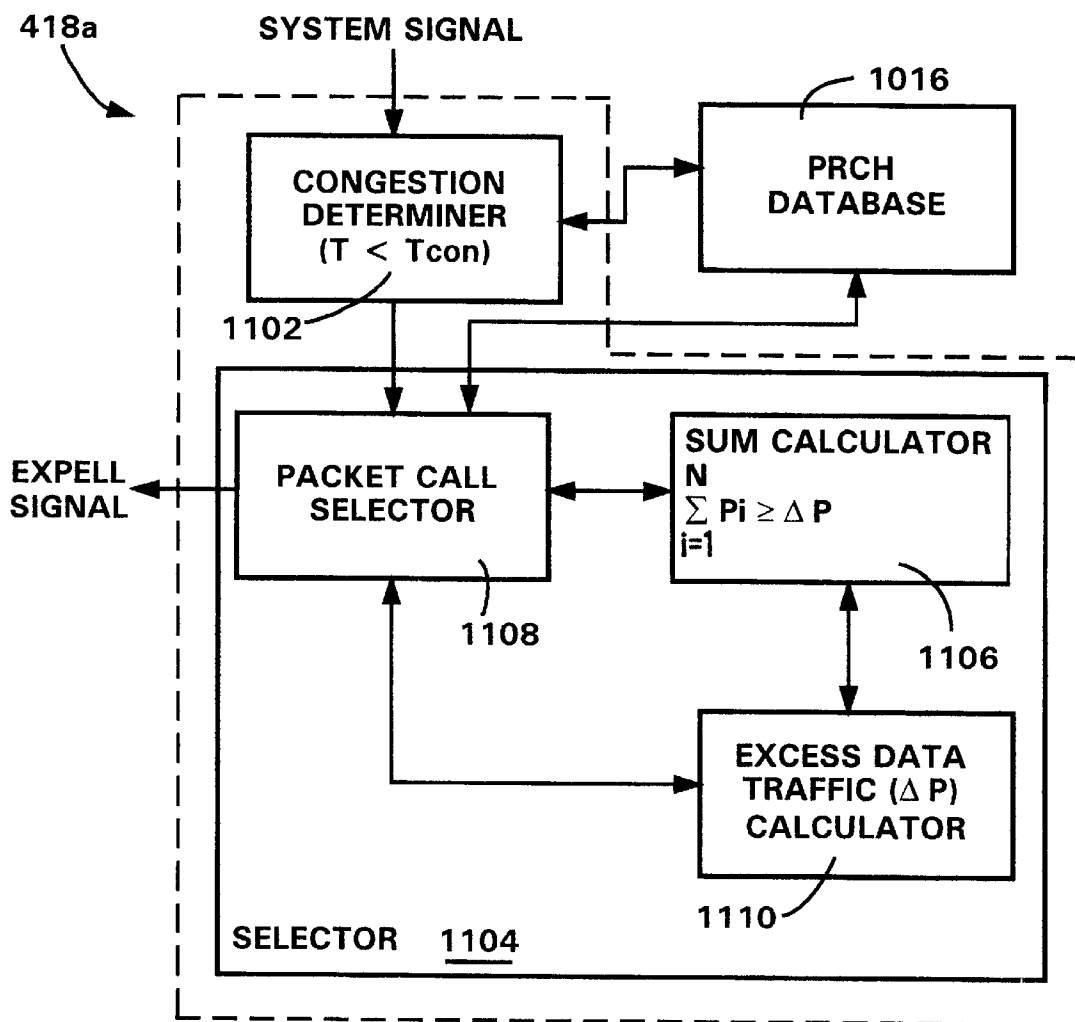 418a
SYSTEM SIGNAL
1016
CONGESTION
DETERMINER
(T < Tcon)
PRCH
DATABASE
1102
EXPELL
SIGNAL
PACKET CALL
SELECTOR
SUM CALCULATOR
N
Σ Pi ≥ Δ P
i=1
1108
1106
EXCESS DATA
TRAFFIC (Δ P)
CALCULATOR
1110
SELECTOR 1104